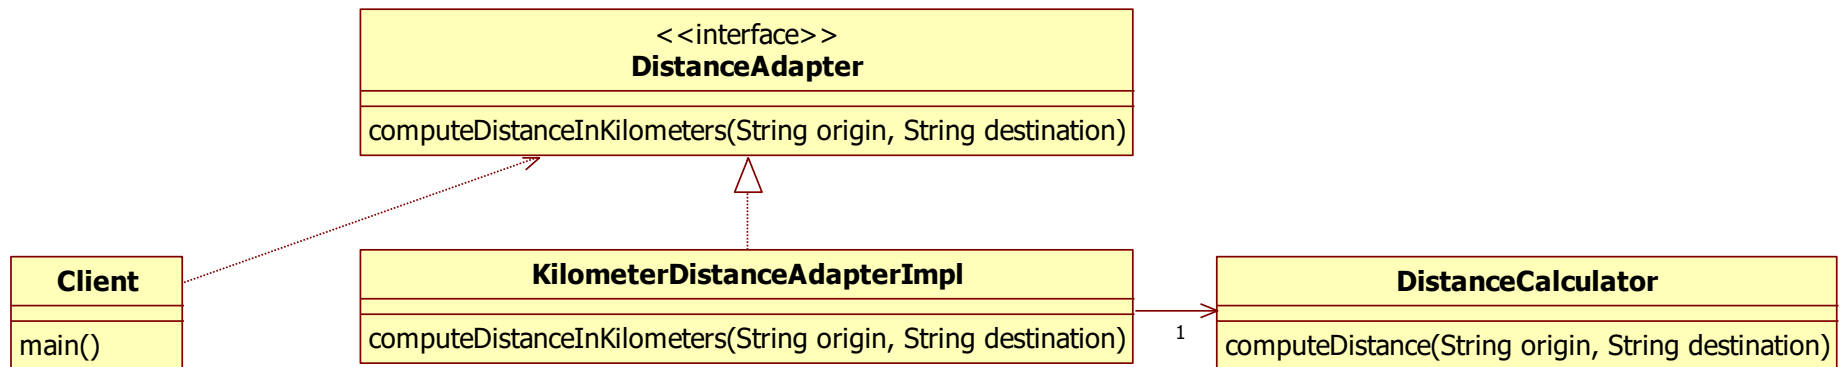 <<interface>>
DistanceAdapter
computeDistanceInKilometers(String origin, String destination)
Client
main()
KilometerDistanceAdapterImpl
computeDistanceInKilometers(String origin, String destination)
1
DistanceCalculator
computeDistance(String origin, String destination)